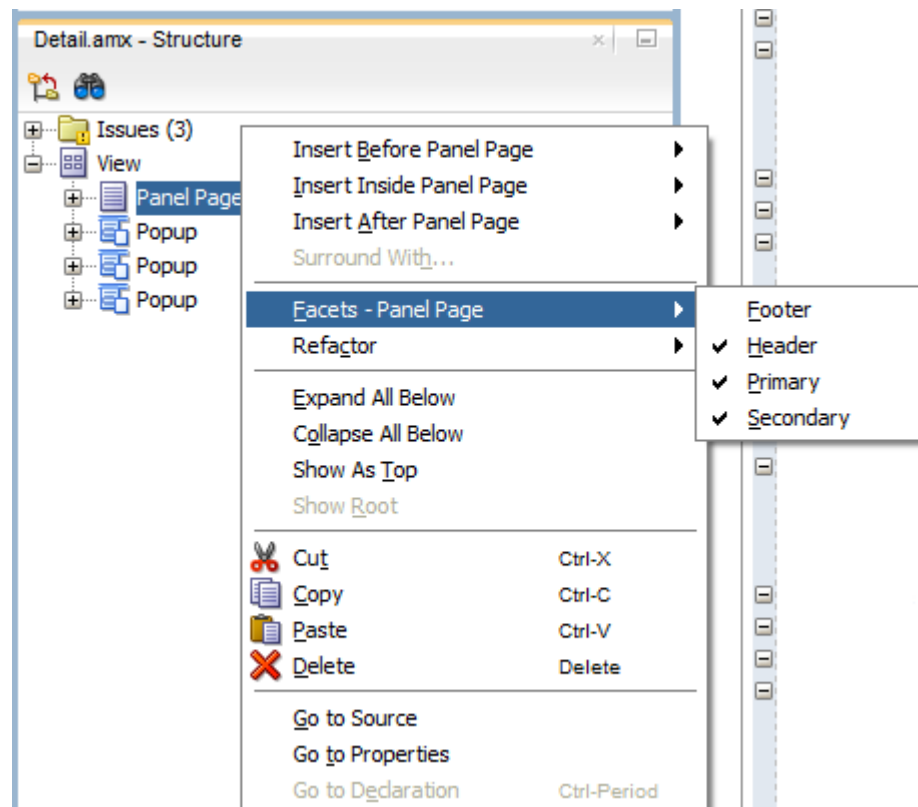 Detail.amx - Structure
Issues (3)
View
Panel Page
Popup
Popup
Popup
Insert Before Panel Page
Insert Inside Panel Page
Insert After Panel Page
Surround With...
Facets - Panel Page
Refactor
Expand All Below
Collapse All Below
Show As Top
Show Root
Cut Ctrl-X
Copy Ctrl-C
Paste Ctrl-V
Delete Delete
Go to Source
Go to Properties
Go to Declaration Ctrl-Period
Footer
Header
Primary
Secondary